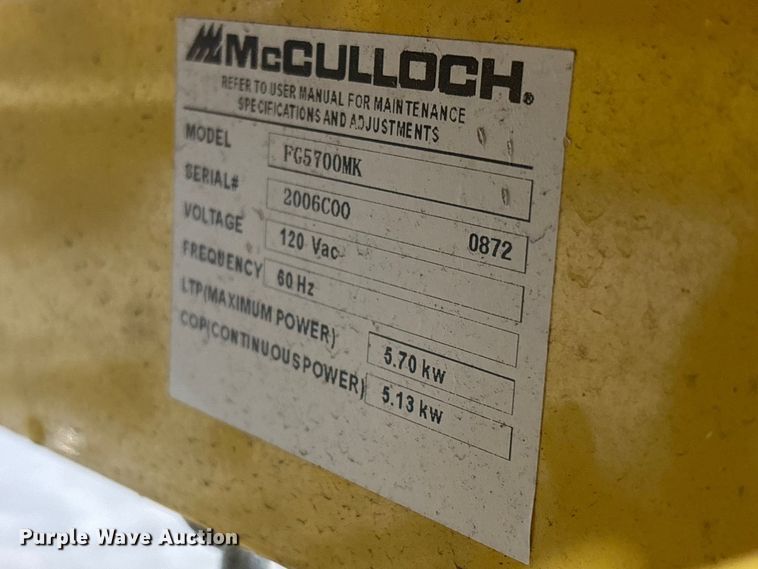 McCULLOCH®
REFER TO USER MANUAL FOR MAINTENANCE
SPECIFICATIONS AND ADJUSTMENTS
MODEL FG5700MK
SERIAL# 2006C00 0872
VOLTAGE 120 Vac
FREQUENCY 60 Hz
LTP(MAXIMUM POWER) 5.70 kw
COP(CONTINUOUS POWER) 5.13 kw
Purple Wave Auction